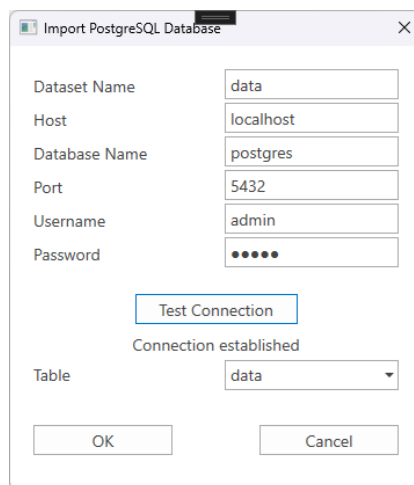 Import PostgreSQL Database
Dataset Name data
Host localhost
Database Name postgres
Port 5432
Username admin
Password ●●●●●
Test Connection
Connection established
Table data
OK Cancel